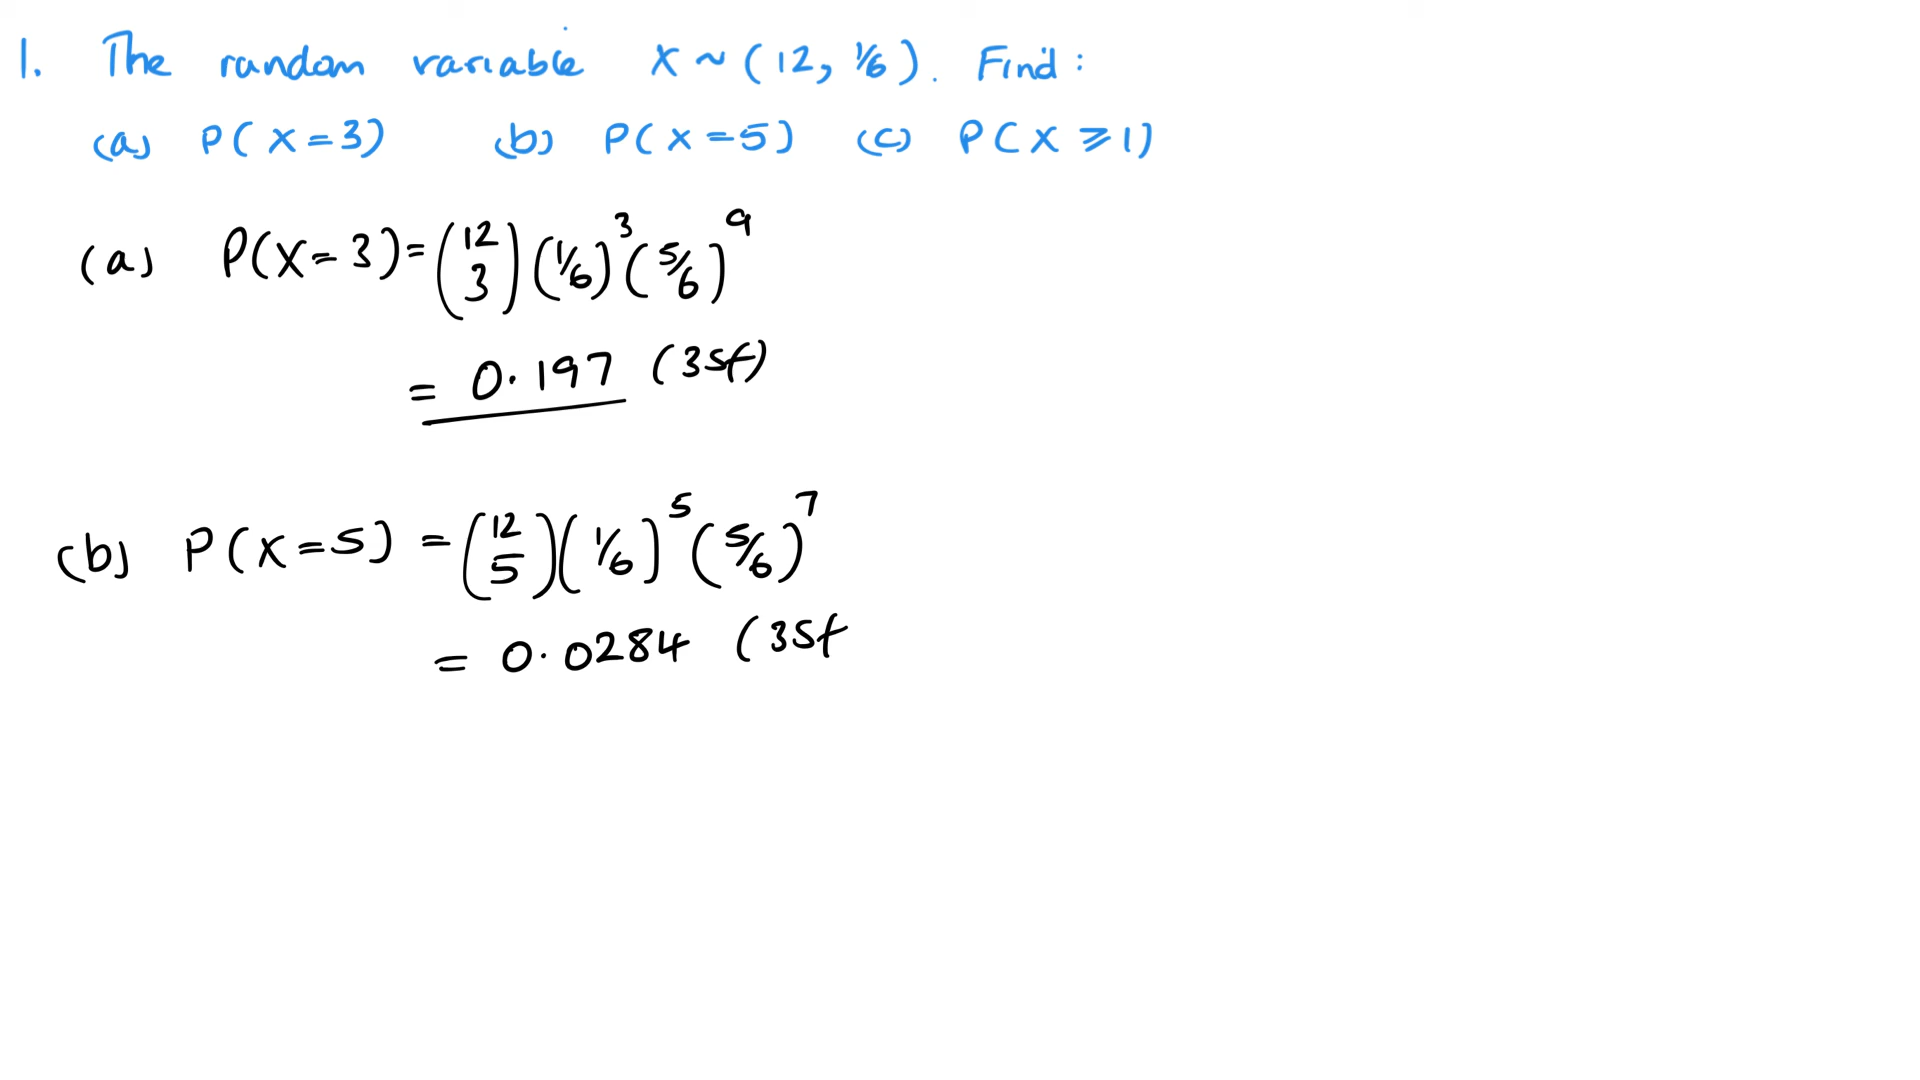 1. The random variable X ~ (12, 1/6). Find:
(a) P(X=3) (b) P(X=5) (c) P(X ⩾ 1)
(a) P(X=3) = (12 3)(1/6)³(5/6)⁹
= 0.197 (3sf)
(b) P(X=5) = (12 5)(1/6)⁵(5/6)⁷
= 0.0284 (3sf